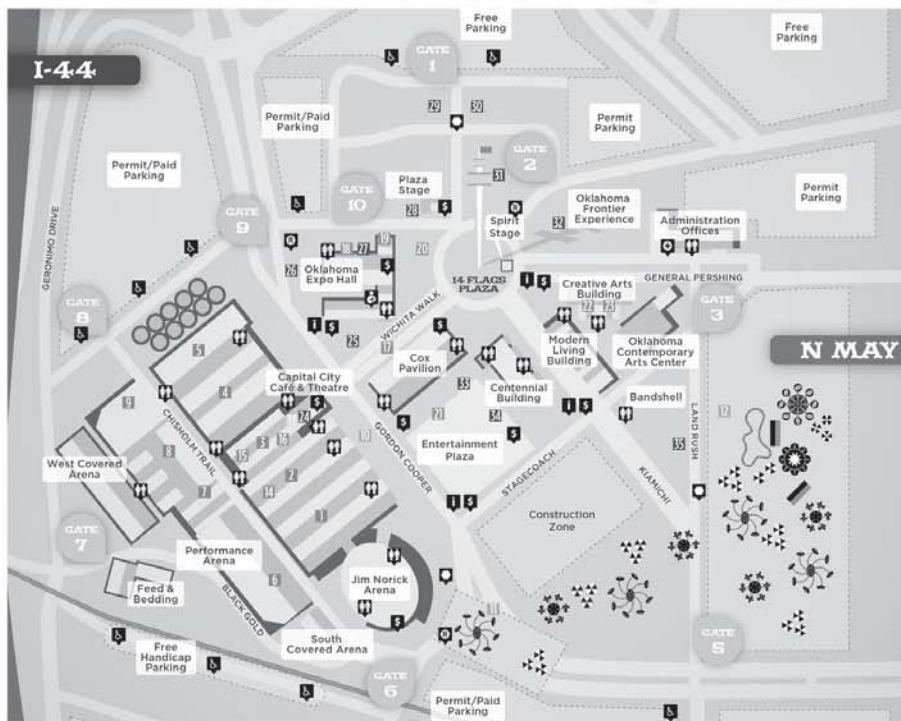 Free
Parking
Free
Parking
GATE
1
I-44
29
30
Permit/Paid
Parking
Permit
Parking
GATE
2
31
Permit/Paid
Parking
Plaza
Stage
GATE
10
28
Oklahoma
Frontier
Experience
Permit
Parking
Spirit
Stage
32
Administration
Offices
GATE
9
19
18
27
20
26
Oklahoma
Expo Hall
14 FLAGS
PLAZA
GENERAL PERSHING
GERONIMO DRIVE
Creative Arts
Building
22
23
GATE
3
GATE
8
WICHITA WALK
25
17
Cox
Pavilion
Modern
Living
Building
Oklahoma
Contemporary
Arts Center
N MAY
5
33
Centennial
Building
Capital City
Café & Theatre
4
Bandshell
9
24
21
34
12
CHISHOLM TRAIL
16
3
15
10
Entertainment
Plaza
35
LAND RUSH
8
West Covered
Arena
GORDON COOPER
STAGECOACH
KIAMICHI
7
14
2
1
Construction
Zone
GATE
7
Performance
Arena
6
Feed &
Bedding
Jim Norick
Arena
BLACK GOLD
11
South
Covered Arena
GATE
5
Free
Handicap
Parking
GATE
6
Permit/Paid
Parking